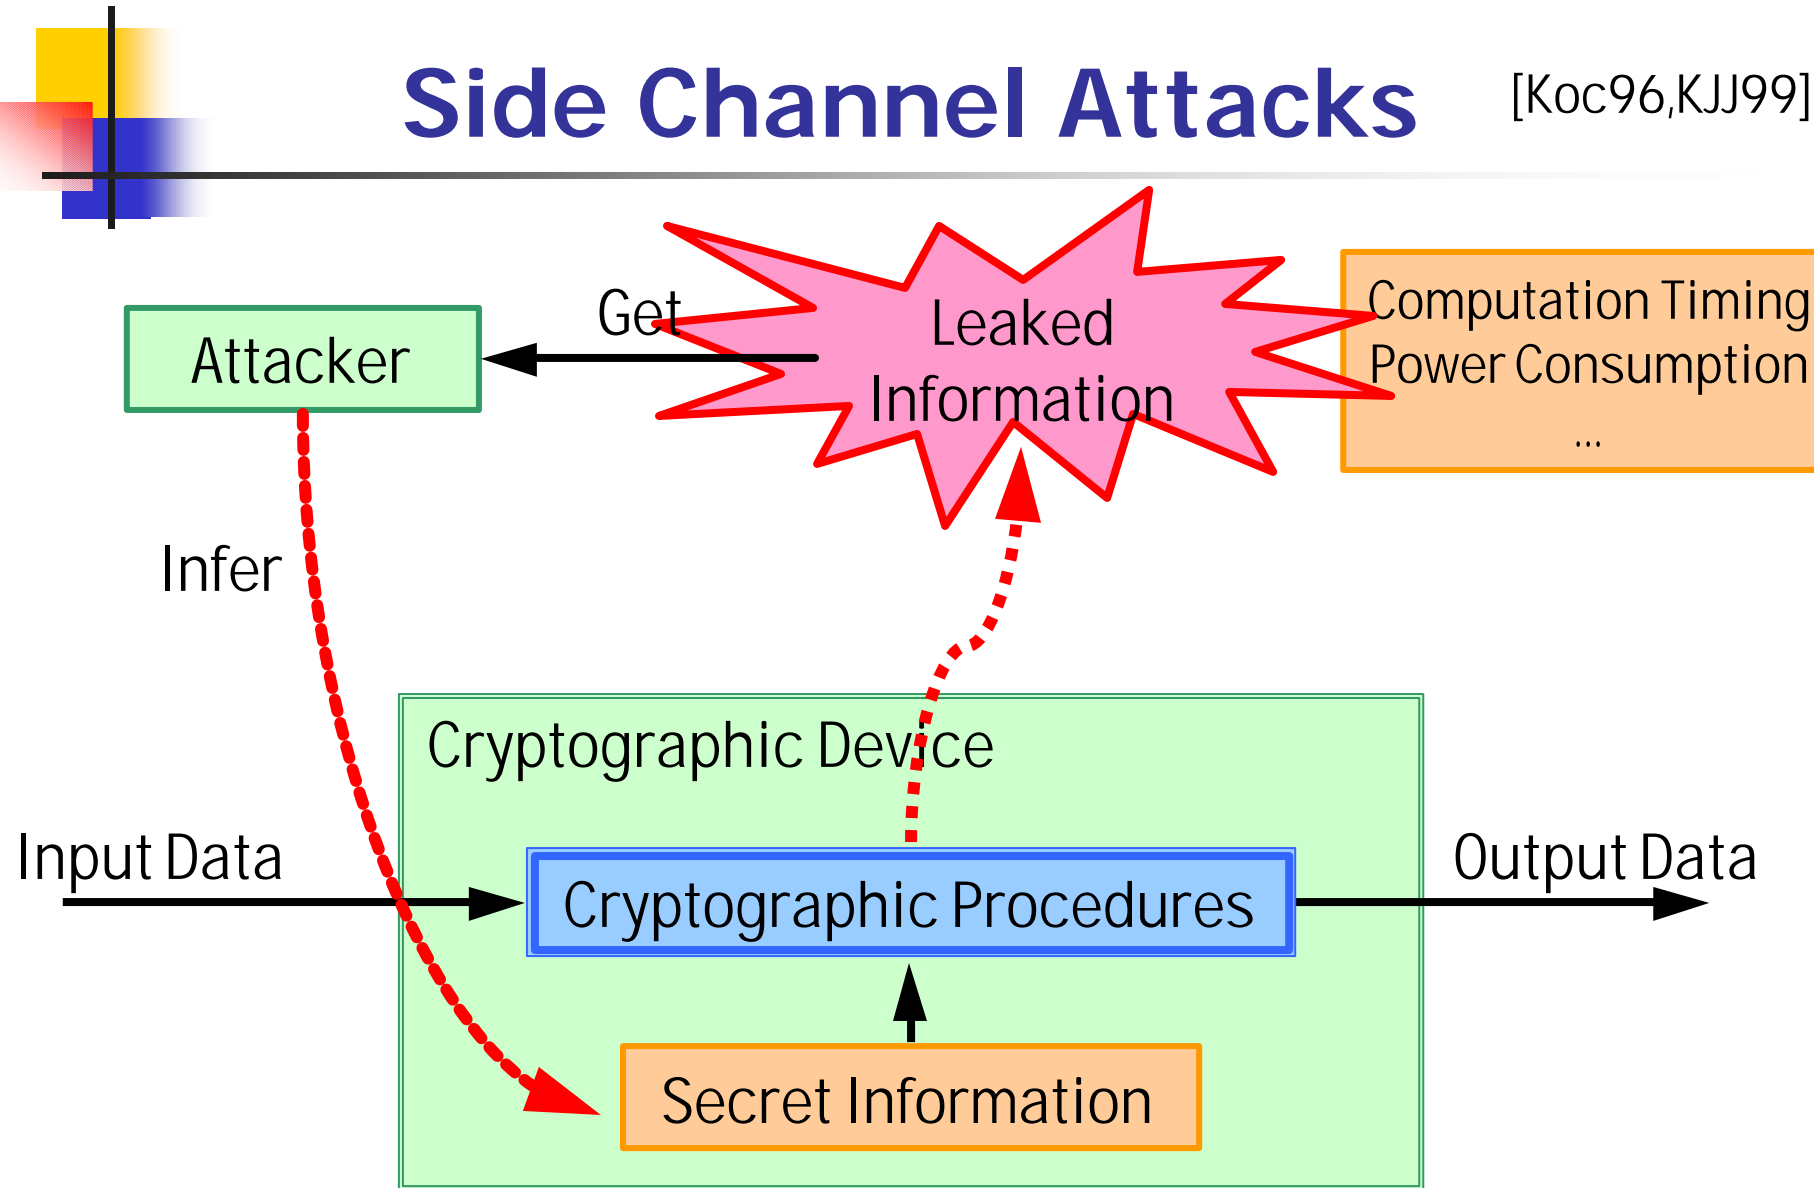 Side Channel Attacks
[Koc96,KJJ99]
Get
Leaked
Information
Computation Timing
Power Consumption
...
Attacker
Infer
Cryptographic Device
Input Data
Cryptographic Procedures
Output Data
Secret Information